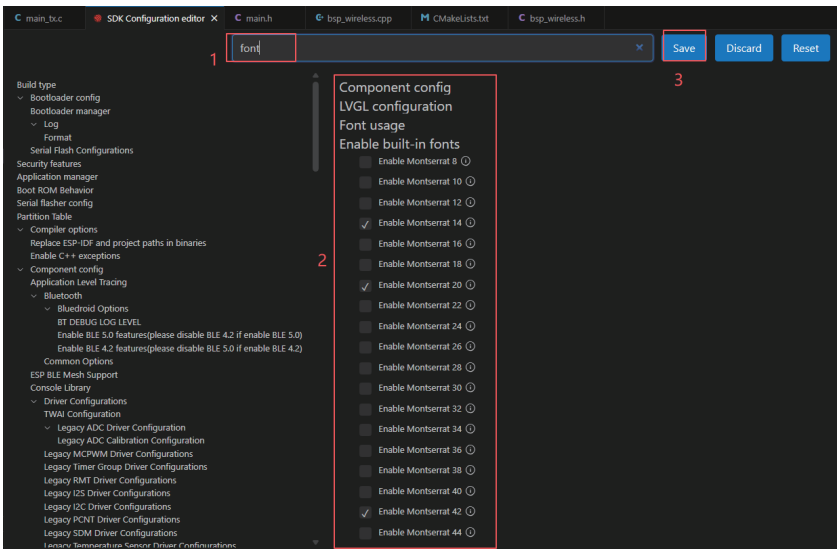 C main_tx.c
SDK Configuration editor X
C main.h
bsp_wireless.cpp
M CMakeLists.txt
C bsp_wireless.h
1
font
Save
Discard
Reset
3
Build type
Bootloader config
Bootloader manager
Log
Format
Serial Flash Configurations
Security features
Application manager
Boot ROM Behavior
Serial flasher config
Partition Table
Compiler options
Replace ESP-IDF and project paths in binaries
Enable C++ exceptions
Component config
Application Level Tracing
Bluetooth
Bluedroid Options
BT DEBUG LOG LEVEL
Enable BLE 5.0 features(please disable BLE 4.2 if enable BLE 5.0)
Enable BLE 4.2 features(please disable BLE 5.0 if enable BLE 4.2)
Common Options
ESP BLE Mesh Support
Console Library
Driver Configurations
TWAI Configuration
Legacy ADC Driver Configuration
Legacy ADC Calibration Configuration
Legacy MCPWM Driver Configurations
Legacy Timer Group Driver Configurations
Legacy RMT Driver Configurations
Legacy I2S Driver Configurations
Legacy I2C Driver Configurations
Legacy PCNT Driver Configurations
Legacy SDM Driver Configurations
Legacy Temperature Sensor Driver Configurations
2
Component config
LVGL configuration
Font usage
Enable built-in fonts
Enable Montserrat 8
Enable Montserrat 10
Enable Montserrat 12
Enable Montserrat 14
Enable Montserrat 16
Enable Montserrat 18
Enable Montserrat 20
Enable Montserrat 22
Enable Montserrat 24
Enable Montserrat 26
Enable Montserrat 28
Enable Montserrat 30
Enable Montserrat 32
Enable Montserrat 34
Enable Montserrat 36
Enable Montserrat 38
Enable Montserrat 40
Enable Montserrat 42
Enable Montserrat 44